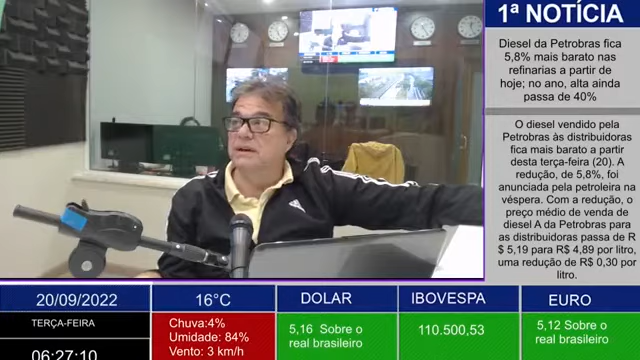 1ª NOTÍCIA
Diesel da Petrobras fica
5,8% mais barato nas
refinarias a partir de
hoje; no ano, alta ainda
passa de 40%
O diesel vendido pela
Petrobras às distribuidoras
fica mais barato a partir
desta terça-feira (20). A
redução, de 5,8%, foi
anunciada pela petroleira na
véspera. Com a redução, o
preço médio de venda de
diesel A da Petrobras para
as distribuidoras passa de R
$ 5,19 para R$ 4,89 por litro,
uma redução de R$ 0,30 por
litro.
20/09/2022
TERÇA-FEIRA
06:27:10
16°C
Chuva:4%
Umidade: 84%
Vento: 3 km/h
DOLAR
5,16 Sobre o
real brasileiro
IBOVESPA
110.500,53
EURO
5,12 Sobre o
real brasileiro